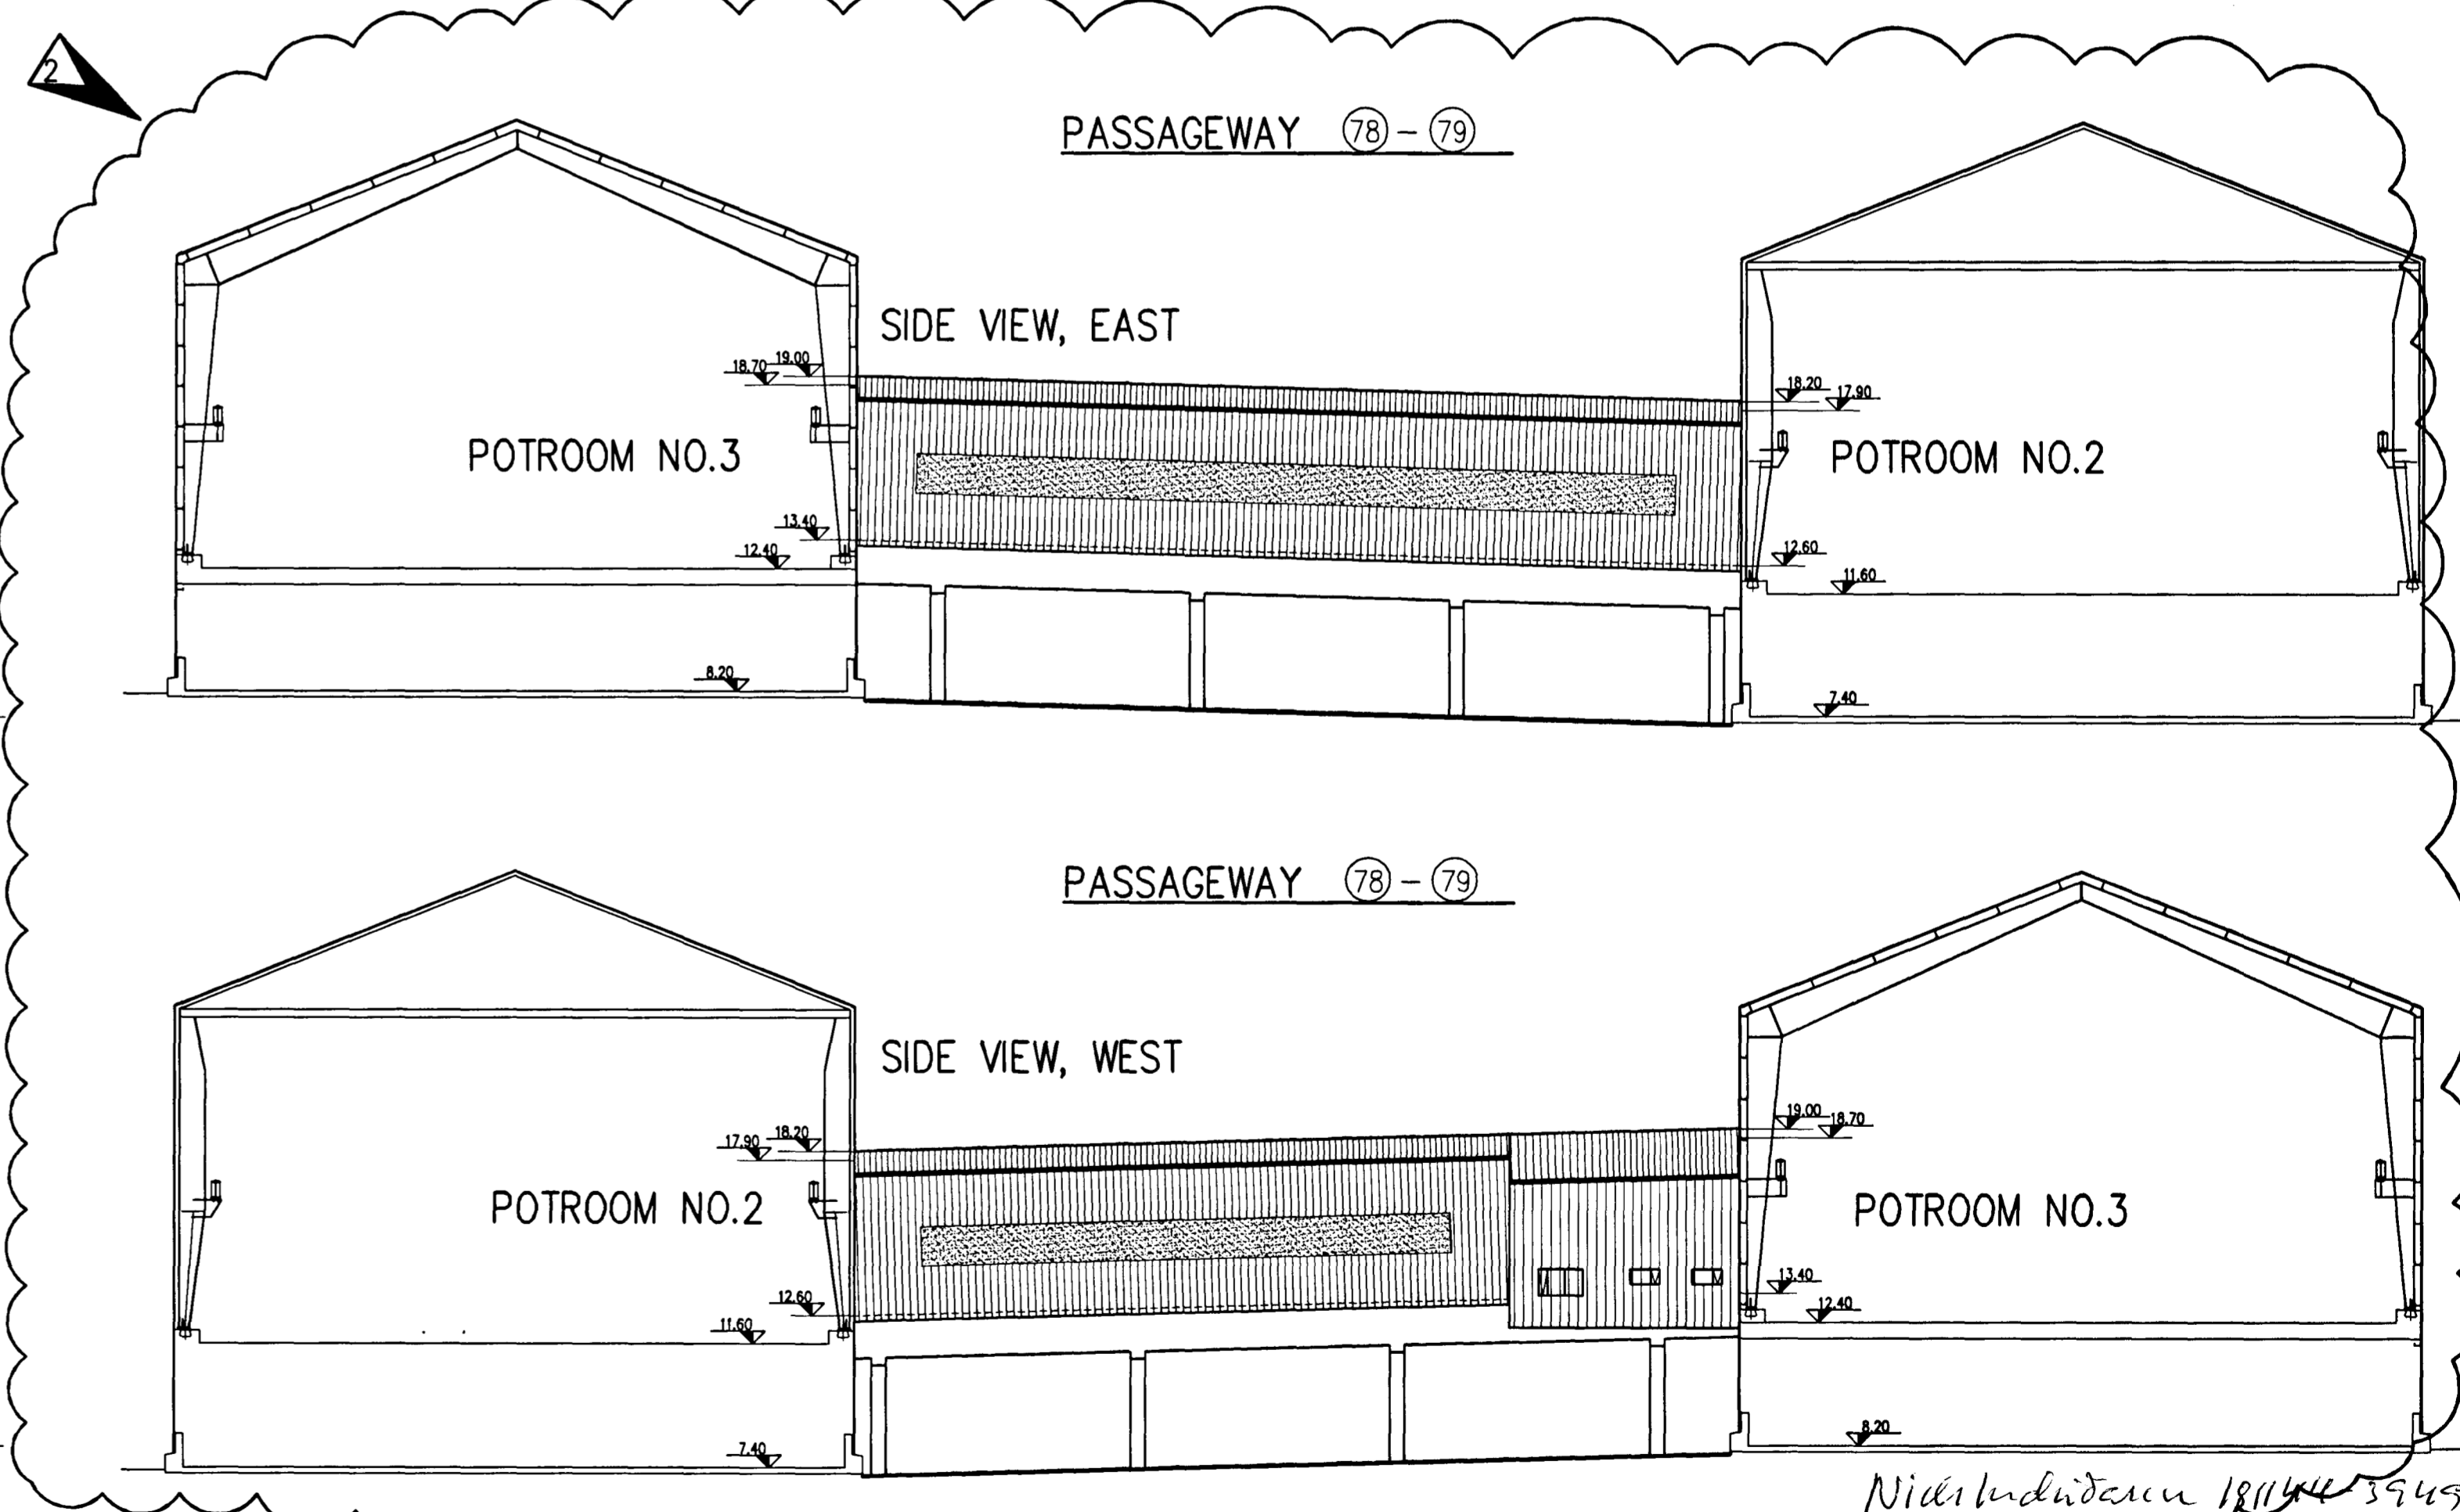 2
PASSAGEWAY 78 - 79
SIDE VIEW, EAST
18.70 19.00
18.20 17.90
POTROOM NO.3
POTROOM NO.2
13.40
12.40
12.60
11.60
8.20
7.40
PASSAGEWAY 78 - 79
SIDE VIEW, WEST
17.90 18.20
19.00 18.70
POTROOM NO.2
POTROOM NO.3
12.60
11.60
13.40
12.40
7.40
8.20